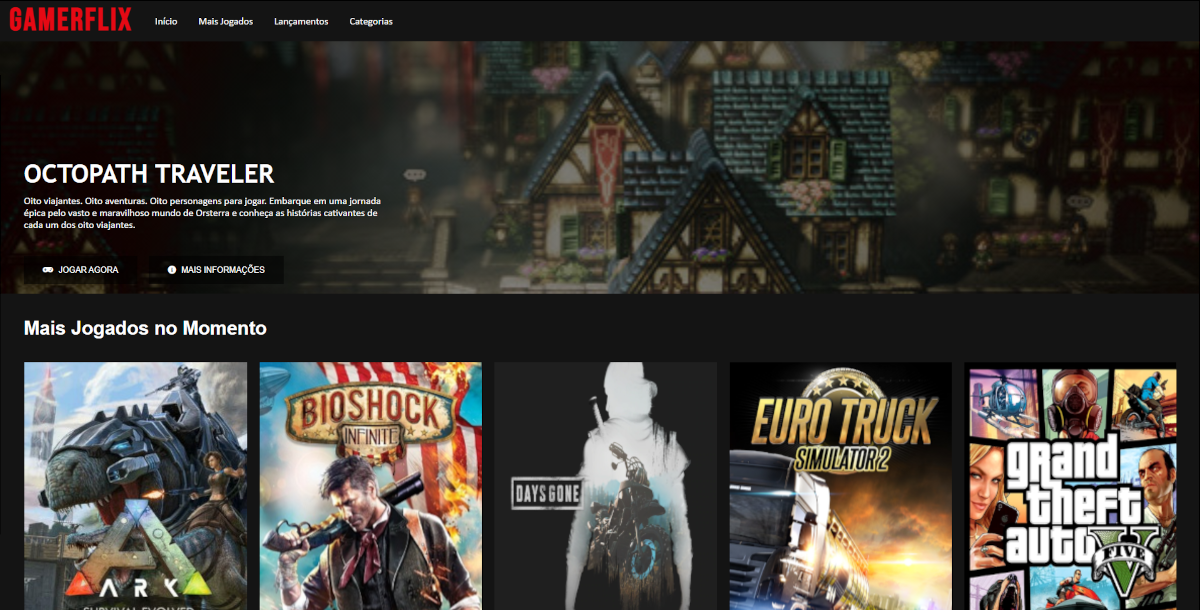 GAMERFLIX
Início
Mais Jogados
Lançamentos
Categorias
OCTOPATH TRAVELER
Oito viajantes. Oito aventuras. Oito personagens para jogar. Embarque em uma jornada
épica pelo vasto e maravilhoso mundo de Orsterra e conheça as histórias cativantes de
cada um dos oito viajantes.
JOGAR AGORA
MAIS INFORMAÇÕES
Mais Jogados no Momento
ARK
SURVIVAL EVOLVED
BIOSHOCK
INFINITE
DAYS GONE
EURO TRUCK
SIMULATOR 2
grand
theft
auto
V
FIVE